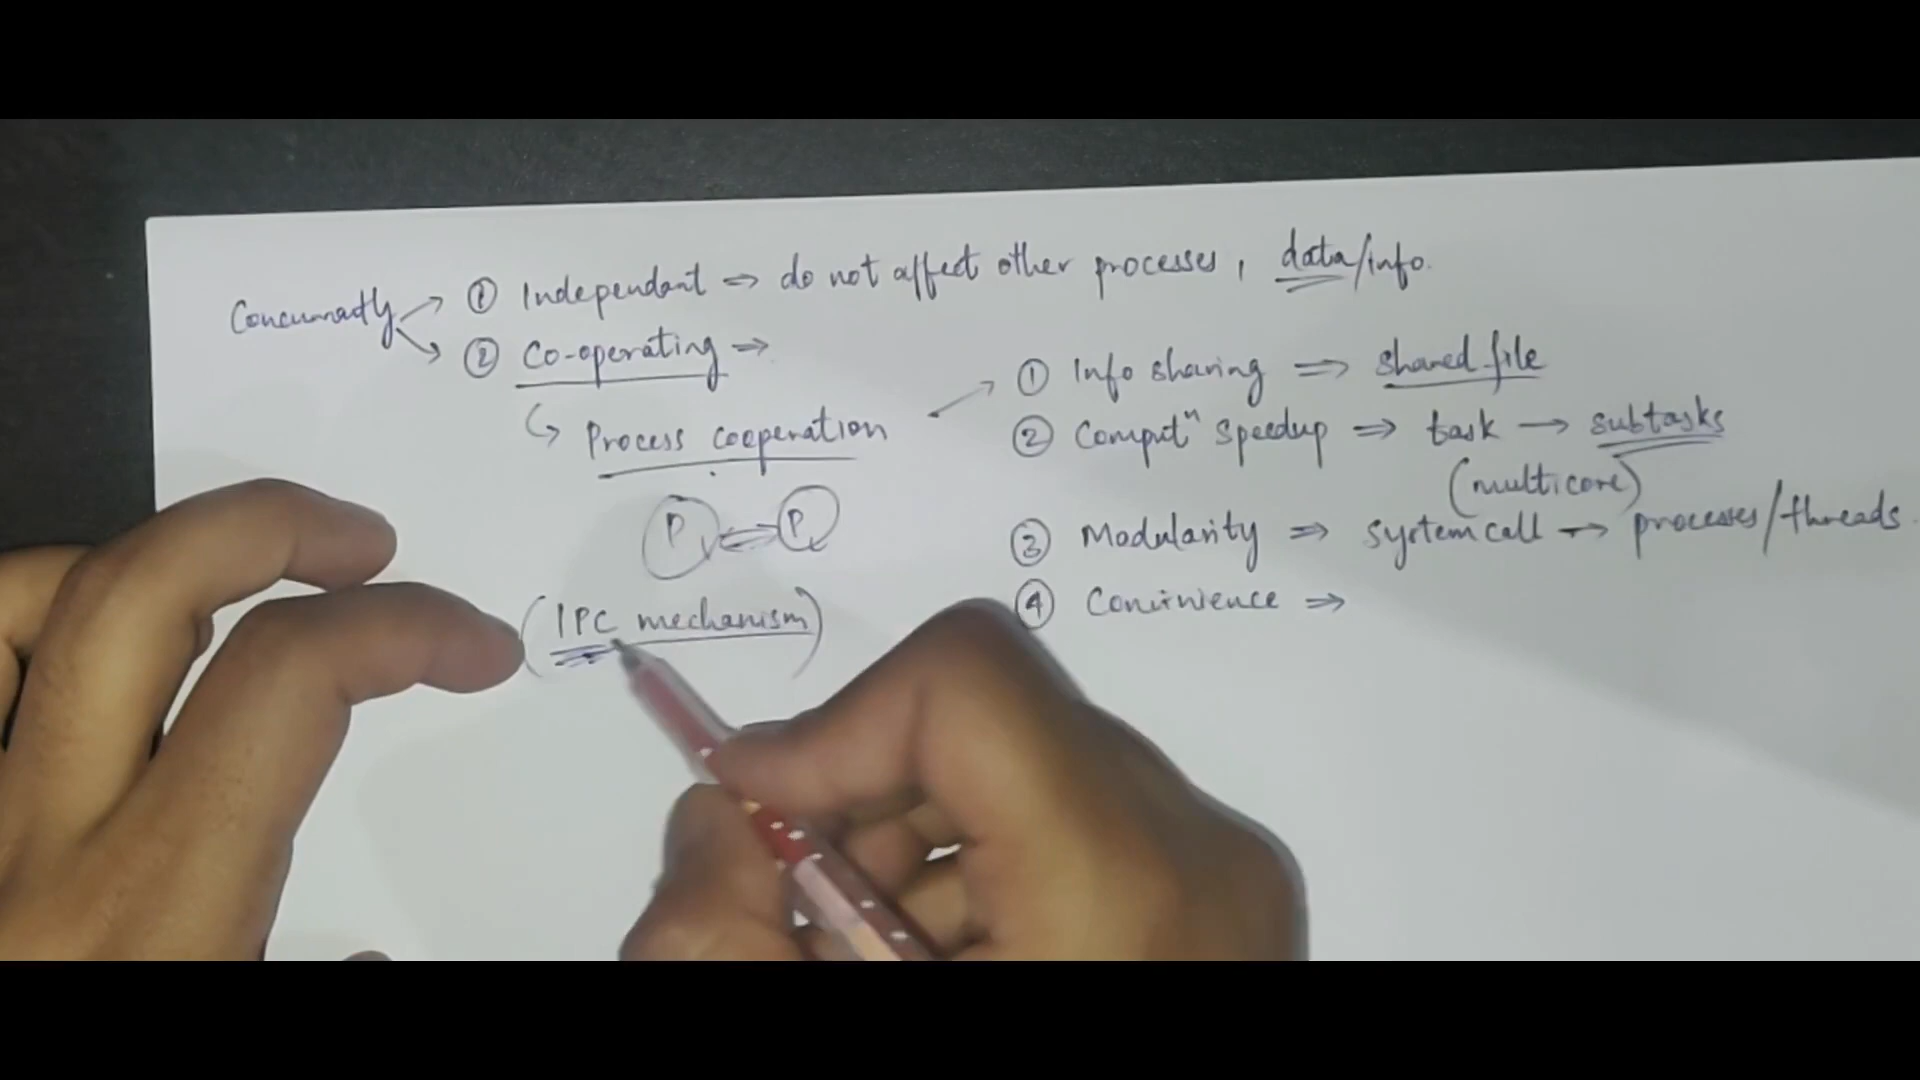 Concurrently
① Independent ⇒ do not affect other processes, data/info.
② Co-operating ⇒
↳ Process cooperation
P ⇌ P
(IPC mechanism)
① Info sharing ⇒ shared file
② Computⁿ speedup ⇒ task → subtasks
(multicore)
③ Modularity ⇒ system call → processes/threads
④ Convinience ⇒